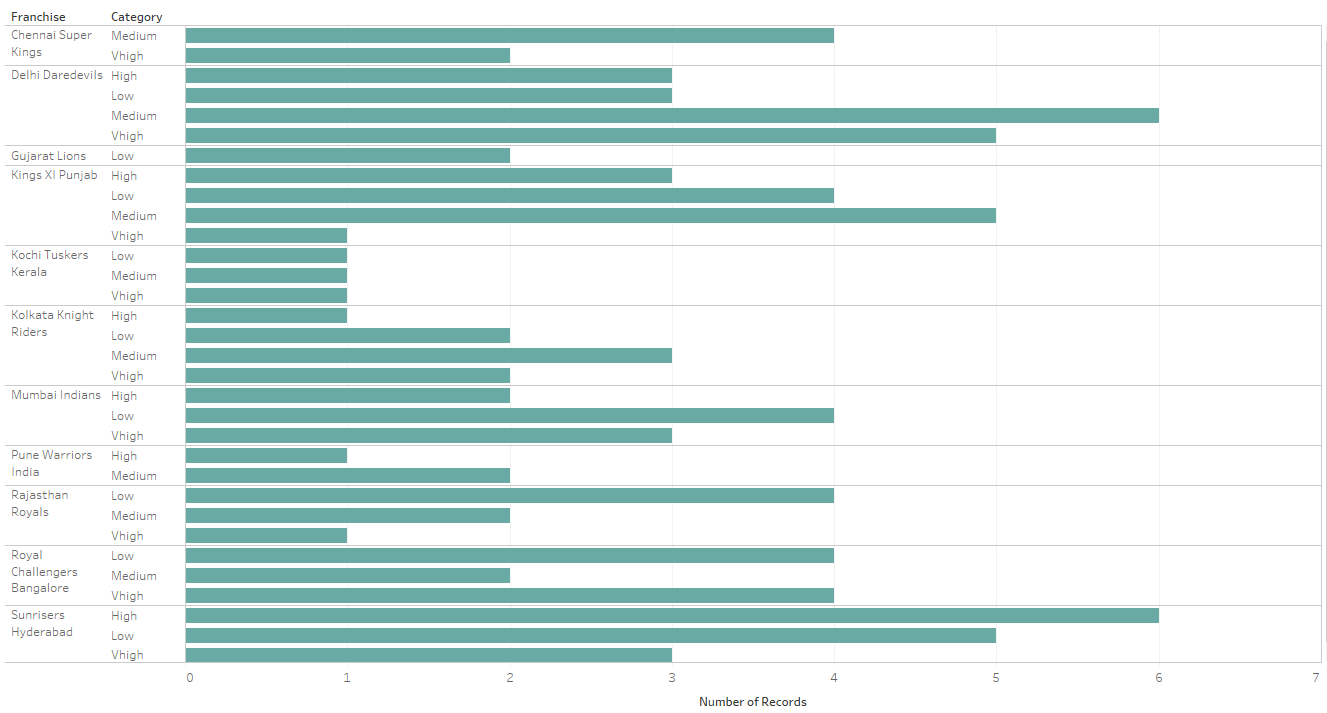 Franchise Category
Chennai Super Medium
Kings Vhigh
Delhi Daredevils High
Low
Medium
Vhigh
Gujarat Lions Low
Kings XI Punjab High
Low
Medium
Vhigh
Kochi Tuskers Low
Kerala Medium
Vhigh
Kolkata Knight High
Riders Low
Medium
Vhigh
Mumbai Indians High
Low
Vhigh
Pune Warriors High
India Medium
Rajasthan Low
Royals Medium
Vhigh
Royal Low
Challengers Medium
Bangalore Vhigh
Sunrisers High
Hyderabad Low
Vhigh
0 1 2 3 4 5 6 7
Number of Records